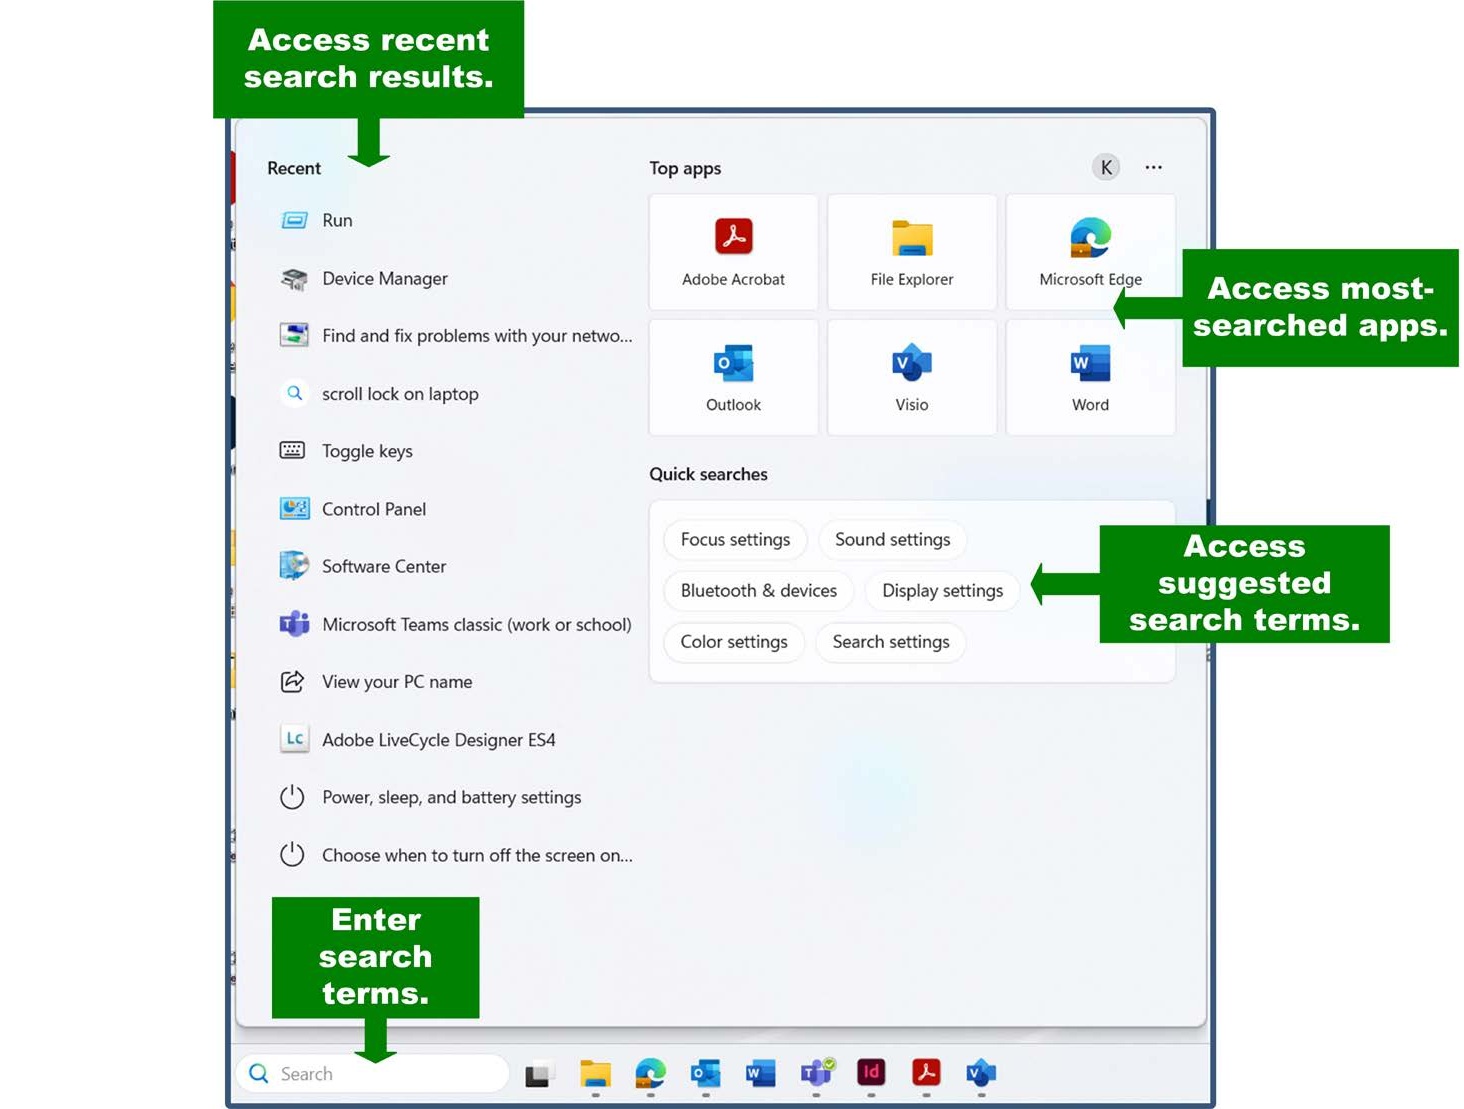 Access recent
search results.
Recent
Run
Device Manager
Find and fix problems with your netwo...
scroll lock on laptop
Toggle keys
Control Panel
Software Center
Microsoft Teams classic (work or school)
View your PC name
Lc Adobe LiveCycle Designer ES4
Power, sleep, and battery settings
Choose when to turn off the screen on...
Top apps
K ...
Adobe Acrobat
File Explorer
Microsoft Edge
Outlook
Visio
Word
Access most-
searched apps.
Quick searches
Focus settings
Sound settings
Bluetooth & devices
Display settings
Color settings
Search settings
Access
suggested
search terms.
Enter
search
terms.
Search